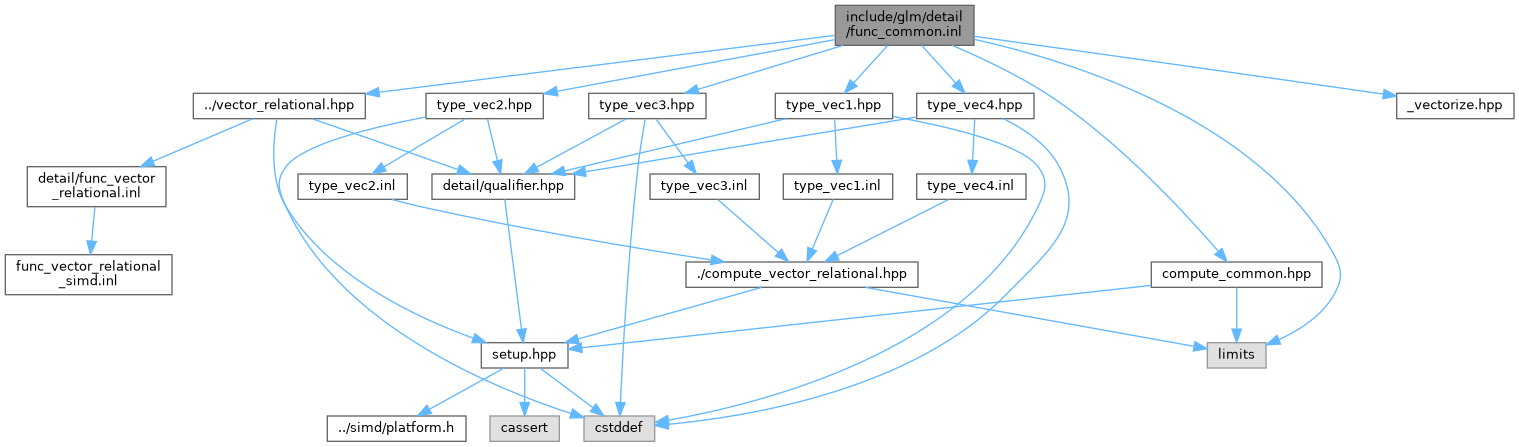 include/glm/detail
/func_common.inl
../vector_relational.hpp
type_vec2.hpp
type_vec3.hpp
type_vec1.hpp
type_vec4.hpp
_vectorize.hpp
detail/func_vector
_relational.inl
type_vec2.inl
detail/qualifier.hpp
type_vec3.inl
type_vec1.inl
type_vec4.inl
func_vector_relational
_simd.inl
./compute_vector_relational.hpp
compute_common.hpp
setup.hpp
limits
../simd/platform.h
cassert
cstddef